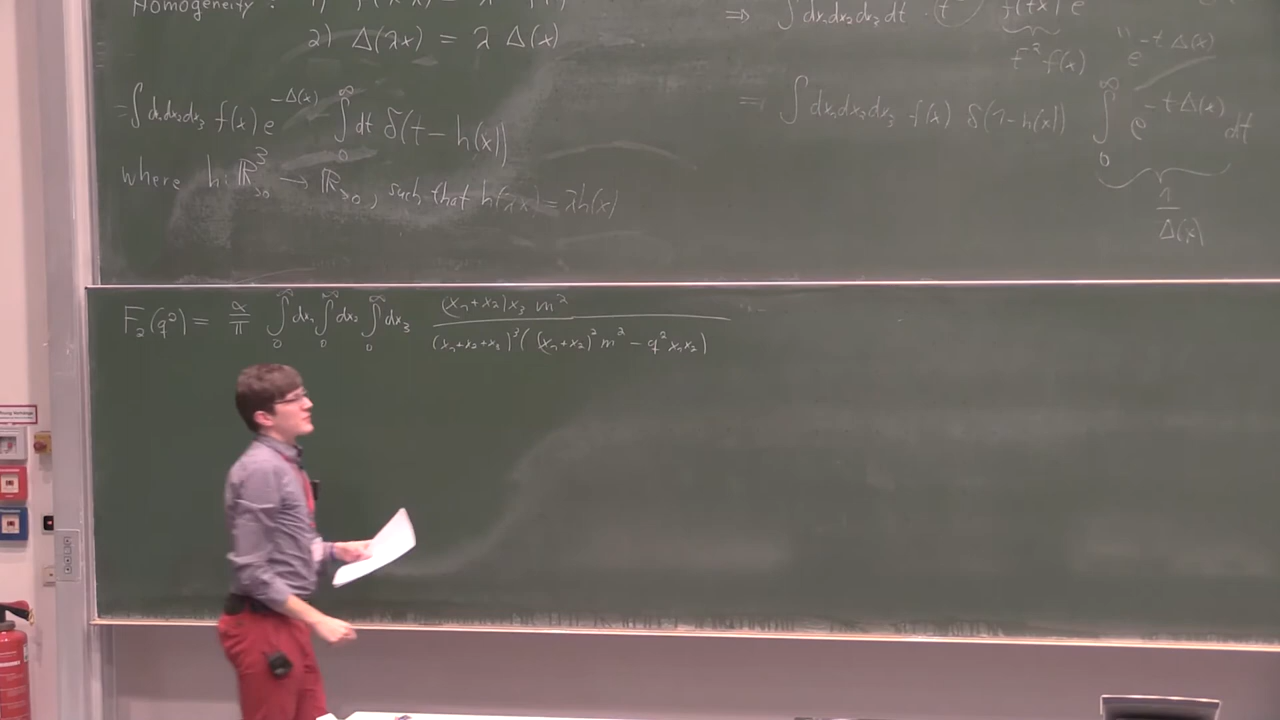 Homogeneity:
2) Δ(λx) = λ Δ(x)
= ∫dx₁dx₂dx₃ f(x) e^{-Δ(x)} ∫₀^∞ dt δ(t − h(x))
where h: ℝ³_{>0} → ℝ_{>0}, such that h(λx) = λh(x)
⇒ ∫dx₁dx₂dx₃dt · t f(tx) e
t^{-2} f(x) e^{-tΔ(x)}
= ∫dx₁dx₂dx₃ f(x) δ(1−h(x)) ∫₀^∞ e^{-tΔ(x)} dt
1/Δ(x)
F₂(q²) = α/π ∫₀^∞ dx₁ ∫₀^∞ dx₂ ∫₀^∞ dx₃ (x₁+x₂)x₃ m² / (x₁+x₂+x₃)³((x₁+x₂)² m² − q² x₁x₂)